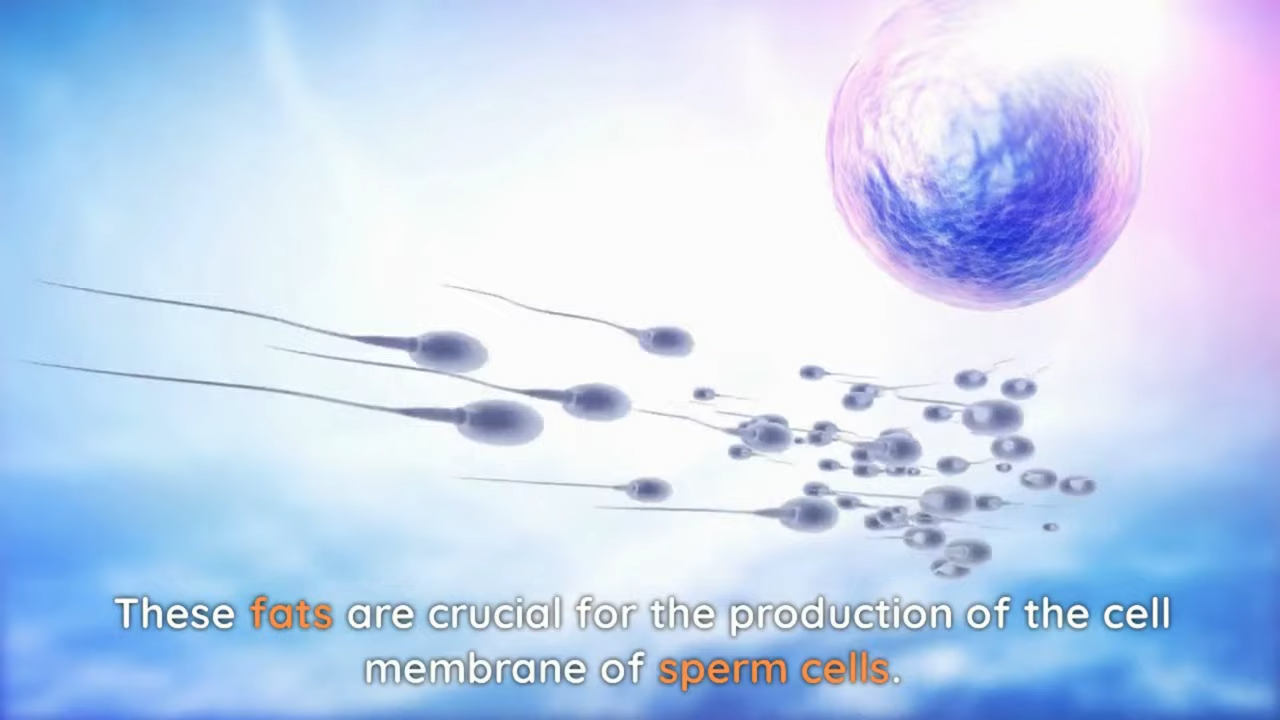 These fats are crucial for the production of the cell
membrane of sperm cells.